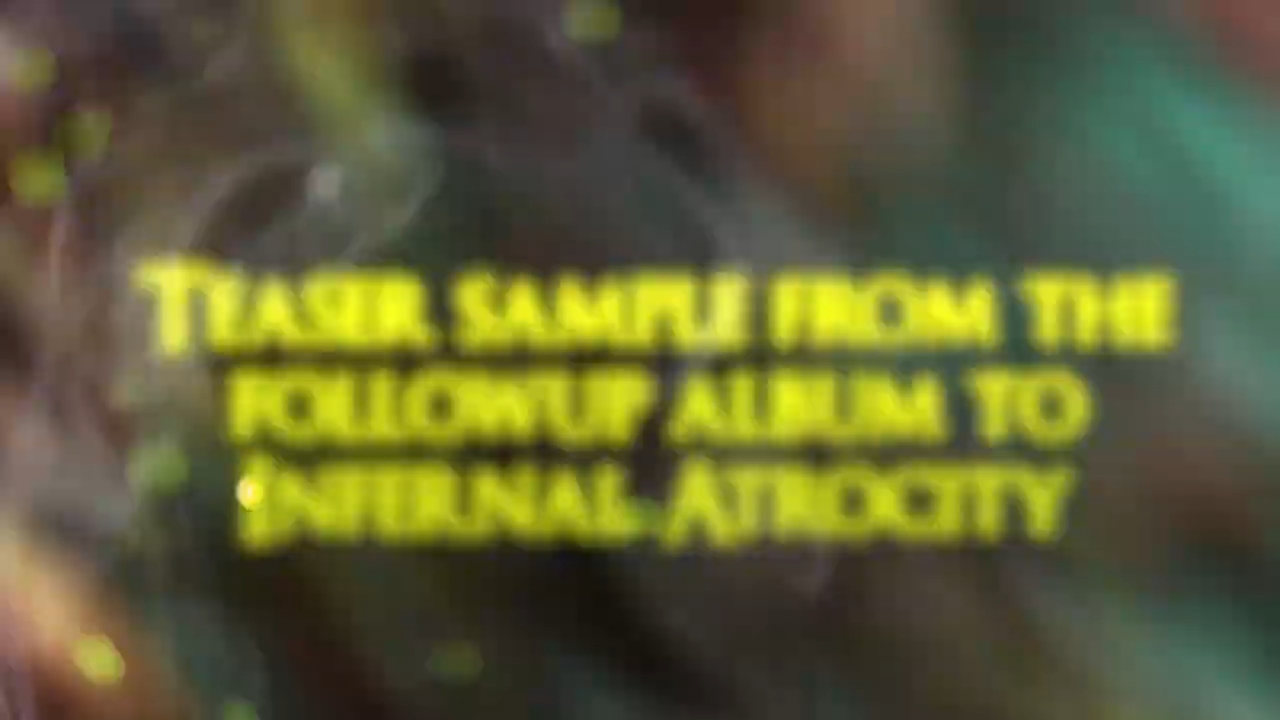 Teaser sample from the
followup album to
Infernal Atrocity